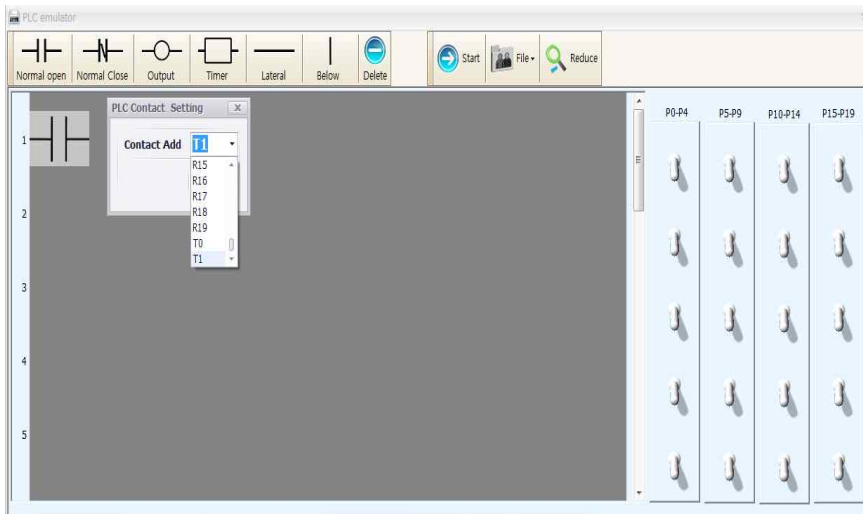 PLC emulator
Normal open Normal Close Output Timer Lateral Below Delete Start File Reduce
PLC Contact Setting x
Contact Add T1
R15
R16
R17
R18
R19
T0
T1
1
2
3
4
5
P0-P4 P5-P9 P10-P14 P15-P19